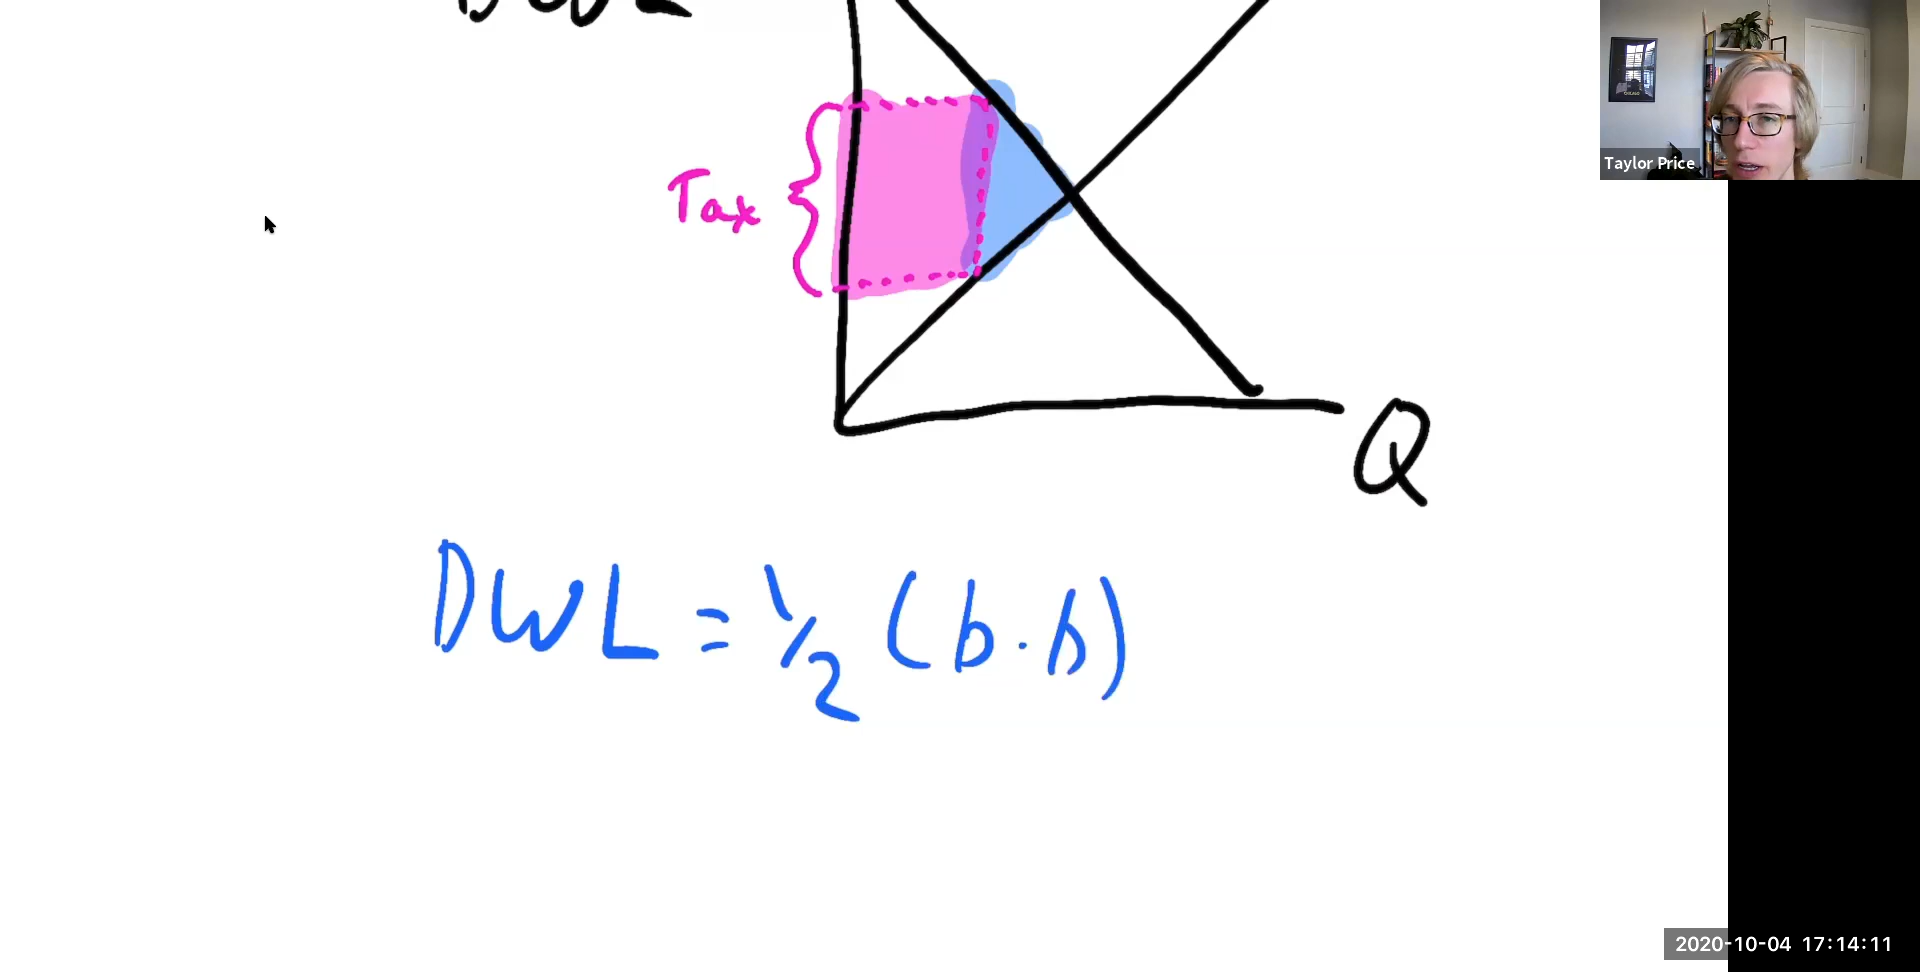 Tax
Taylor Price
Q
DWL = 1/2 (b·h)
2020-10-04 17:14:11